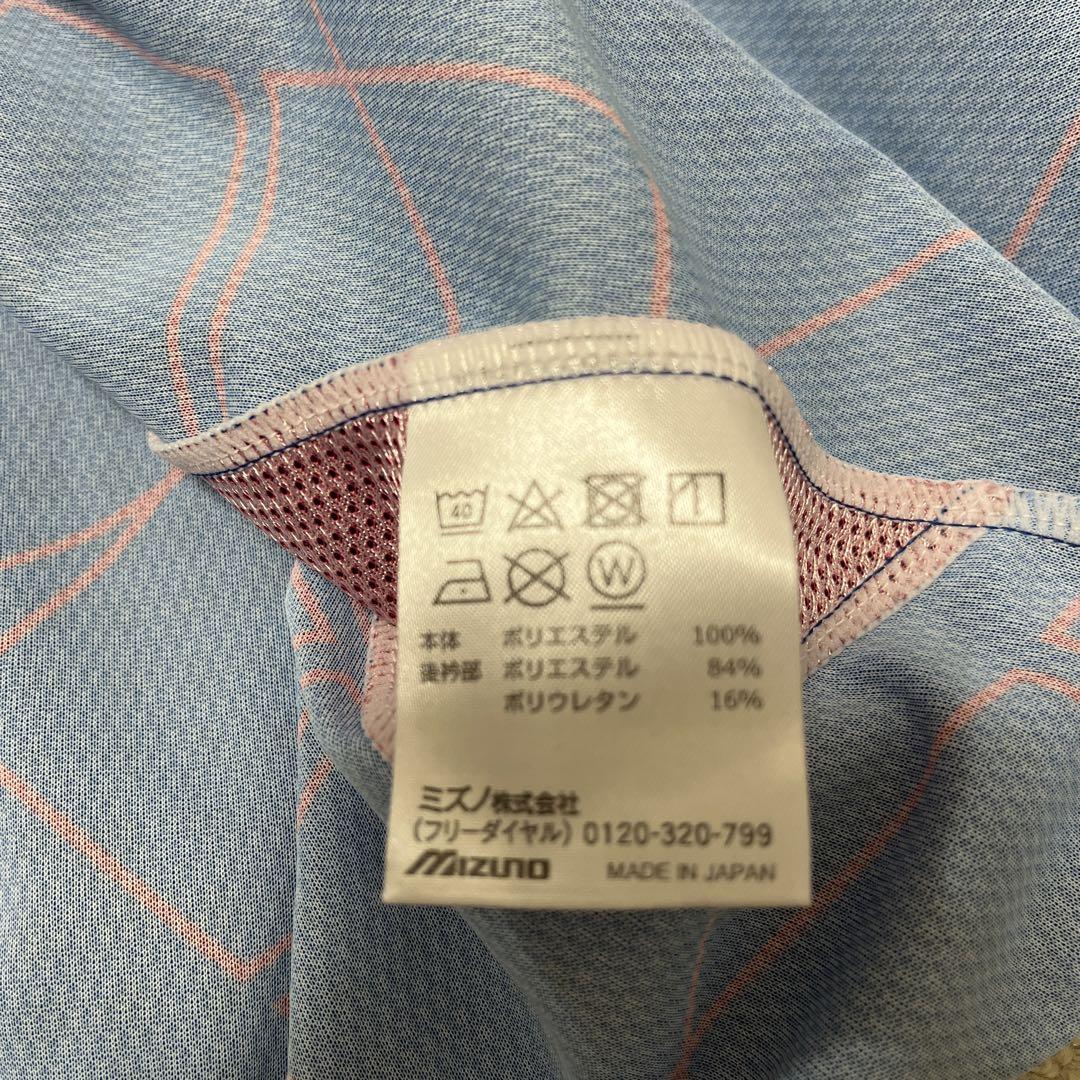 40
W
本体 ポリエステル 100%
後衿部 ポリエステル 84%
ポリウレタン 16%
ミズノ株式会社
(フリーダイヤル) 0120-320-799
MIZUNO MADE IN JAPAN